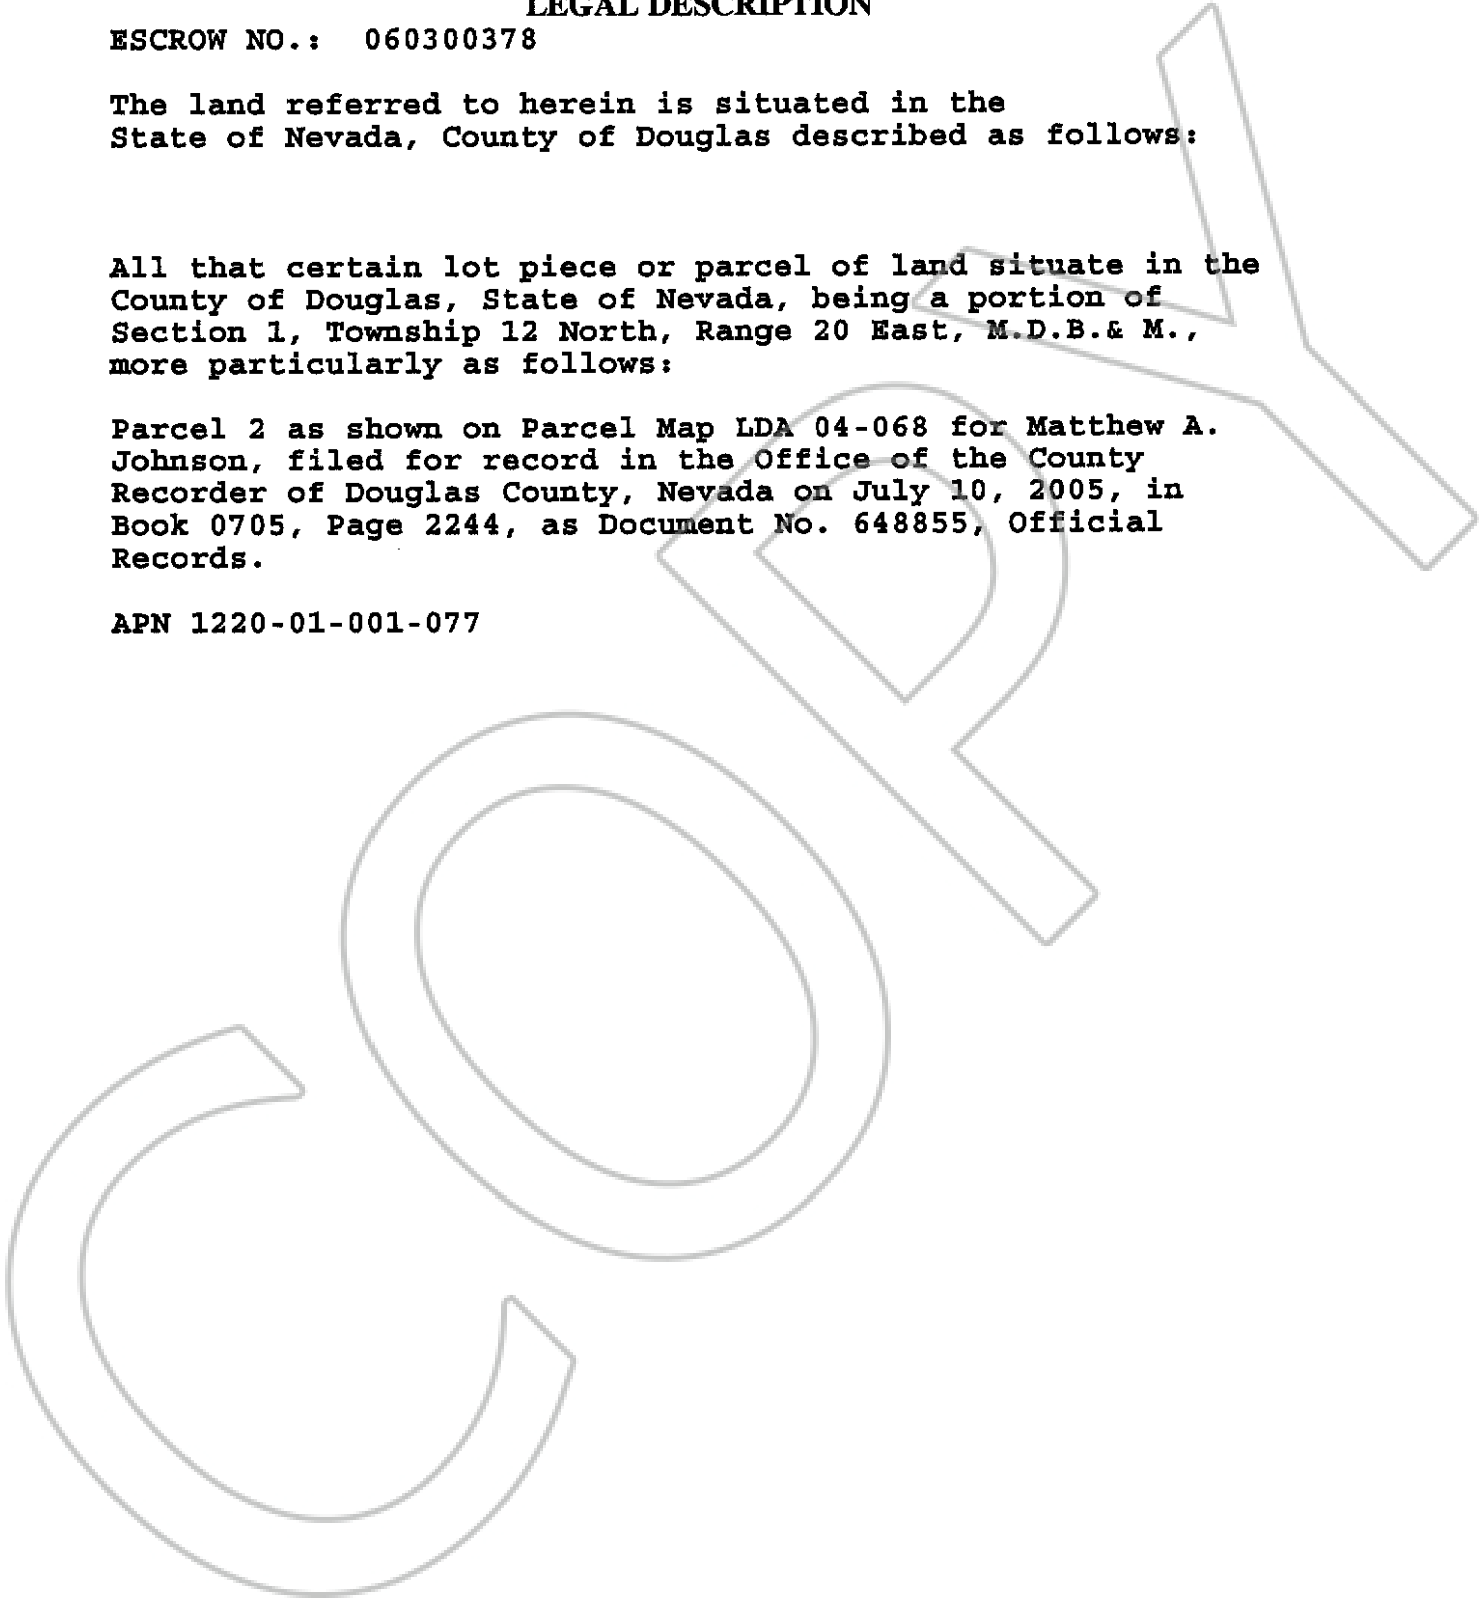 LEGAL DESCRIPTION
ESCROW NO.: 060300378
The land referred to herein is situated in the
State of Nevada, County of Douglas described as follows:
All that certain lot piece or parcel of land situate in the
County of Douglas, State of Nevada, being a portion of
Section 1, Township 12 North, Range 20 East, M.D.B.& M.,
more particularly as follows:
Parcel 2 as shown on Parcel Map LDA 04-068 for Matthew A.
Johnson, filed for record in the Office of the County
Recorder of Douglas County, Nevada on July 10, 2005, in
Book 0705, Page 2244, as Document No. 648855, Official
Records.
APN 1220-01-001-077
COPY